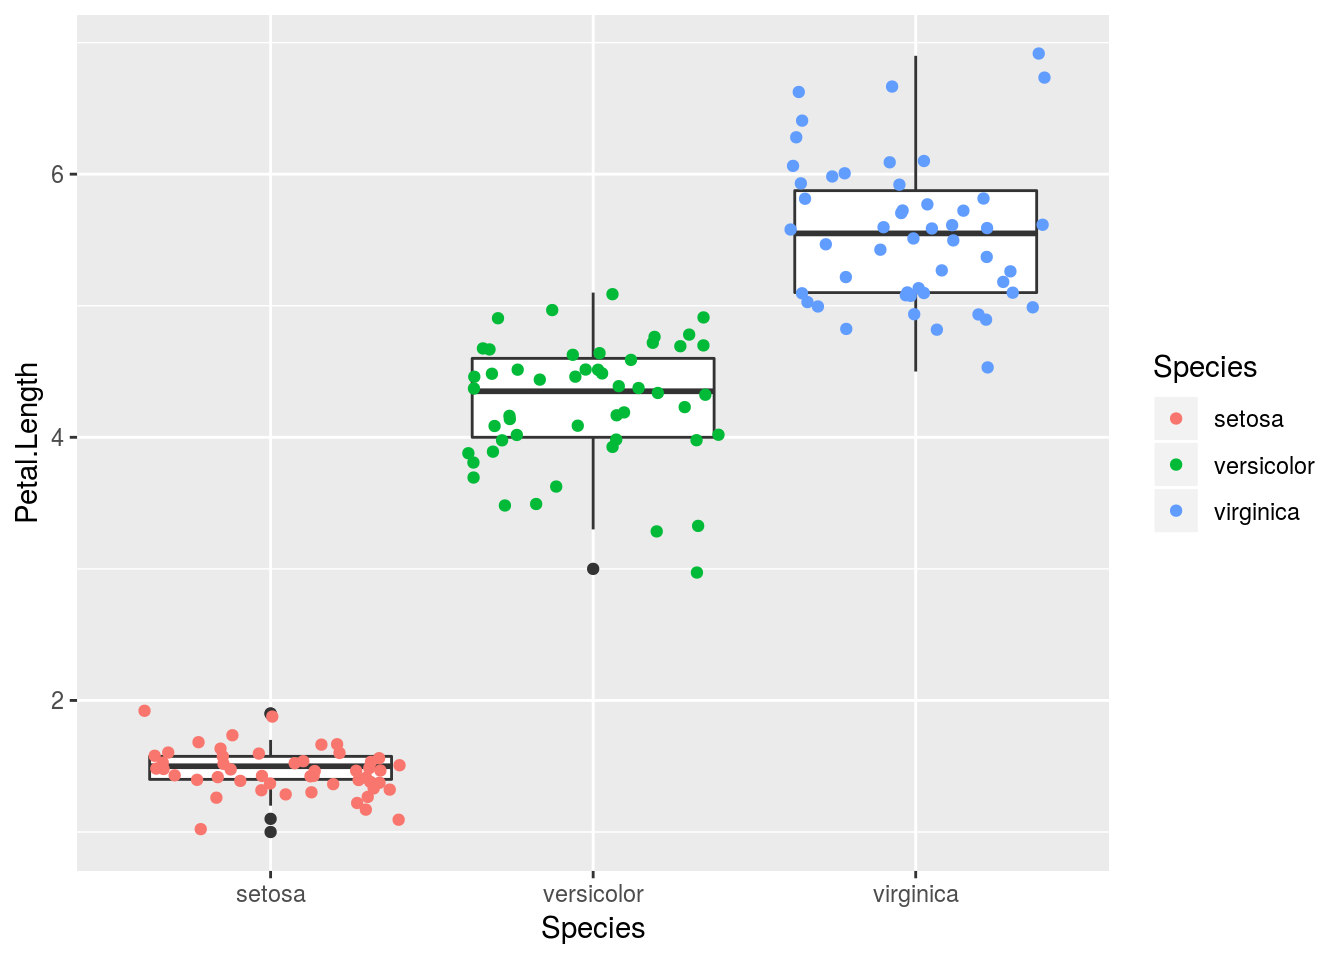 Petal.Length
6
4
2
setosa
versicolor
virginica
Species
Species
setosa
versicolor
virginica